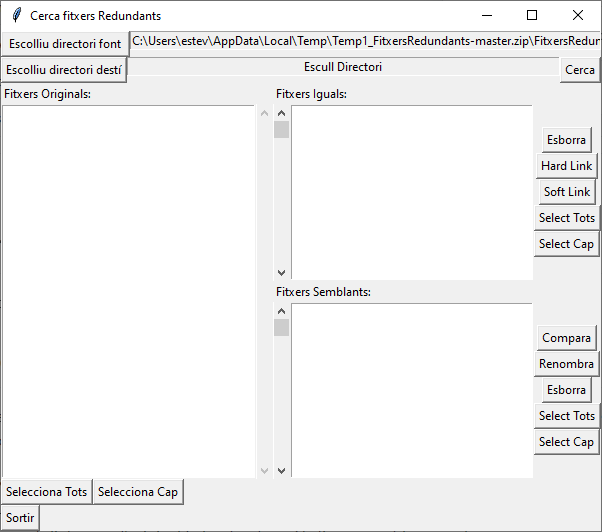 Cerca fitxers Redundants
Escolliu directori font C:\Users\estev\AppData\Local\Temp\Temp1_FitxersRedundants-master.zip\FitxersRedun
Escolliu directori destí Escull Directori Cerca
Fitxers Originals: Fitxers Iguals:
Esborra
Hard Link
Soft Link
Select Tots
Select Cap
Fitxers Semblants:
Compara
Renombra
Esborra
Select Tots
Select Cap
Selecciona Tots Selecciona Cap
Sortir